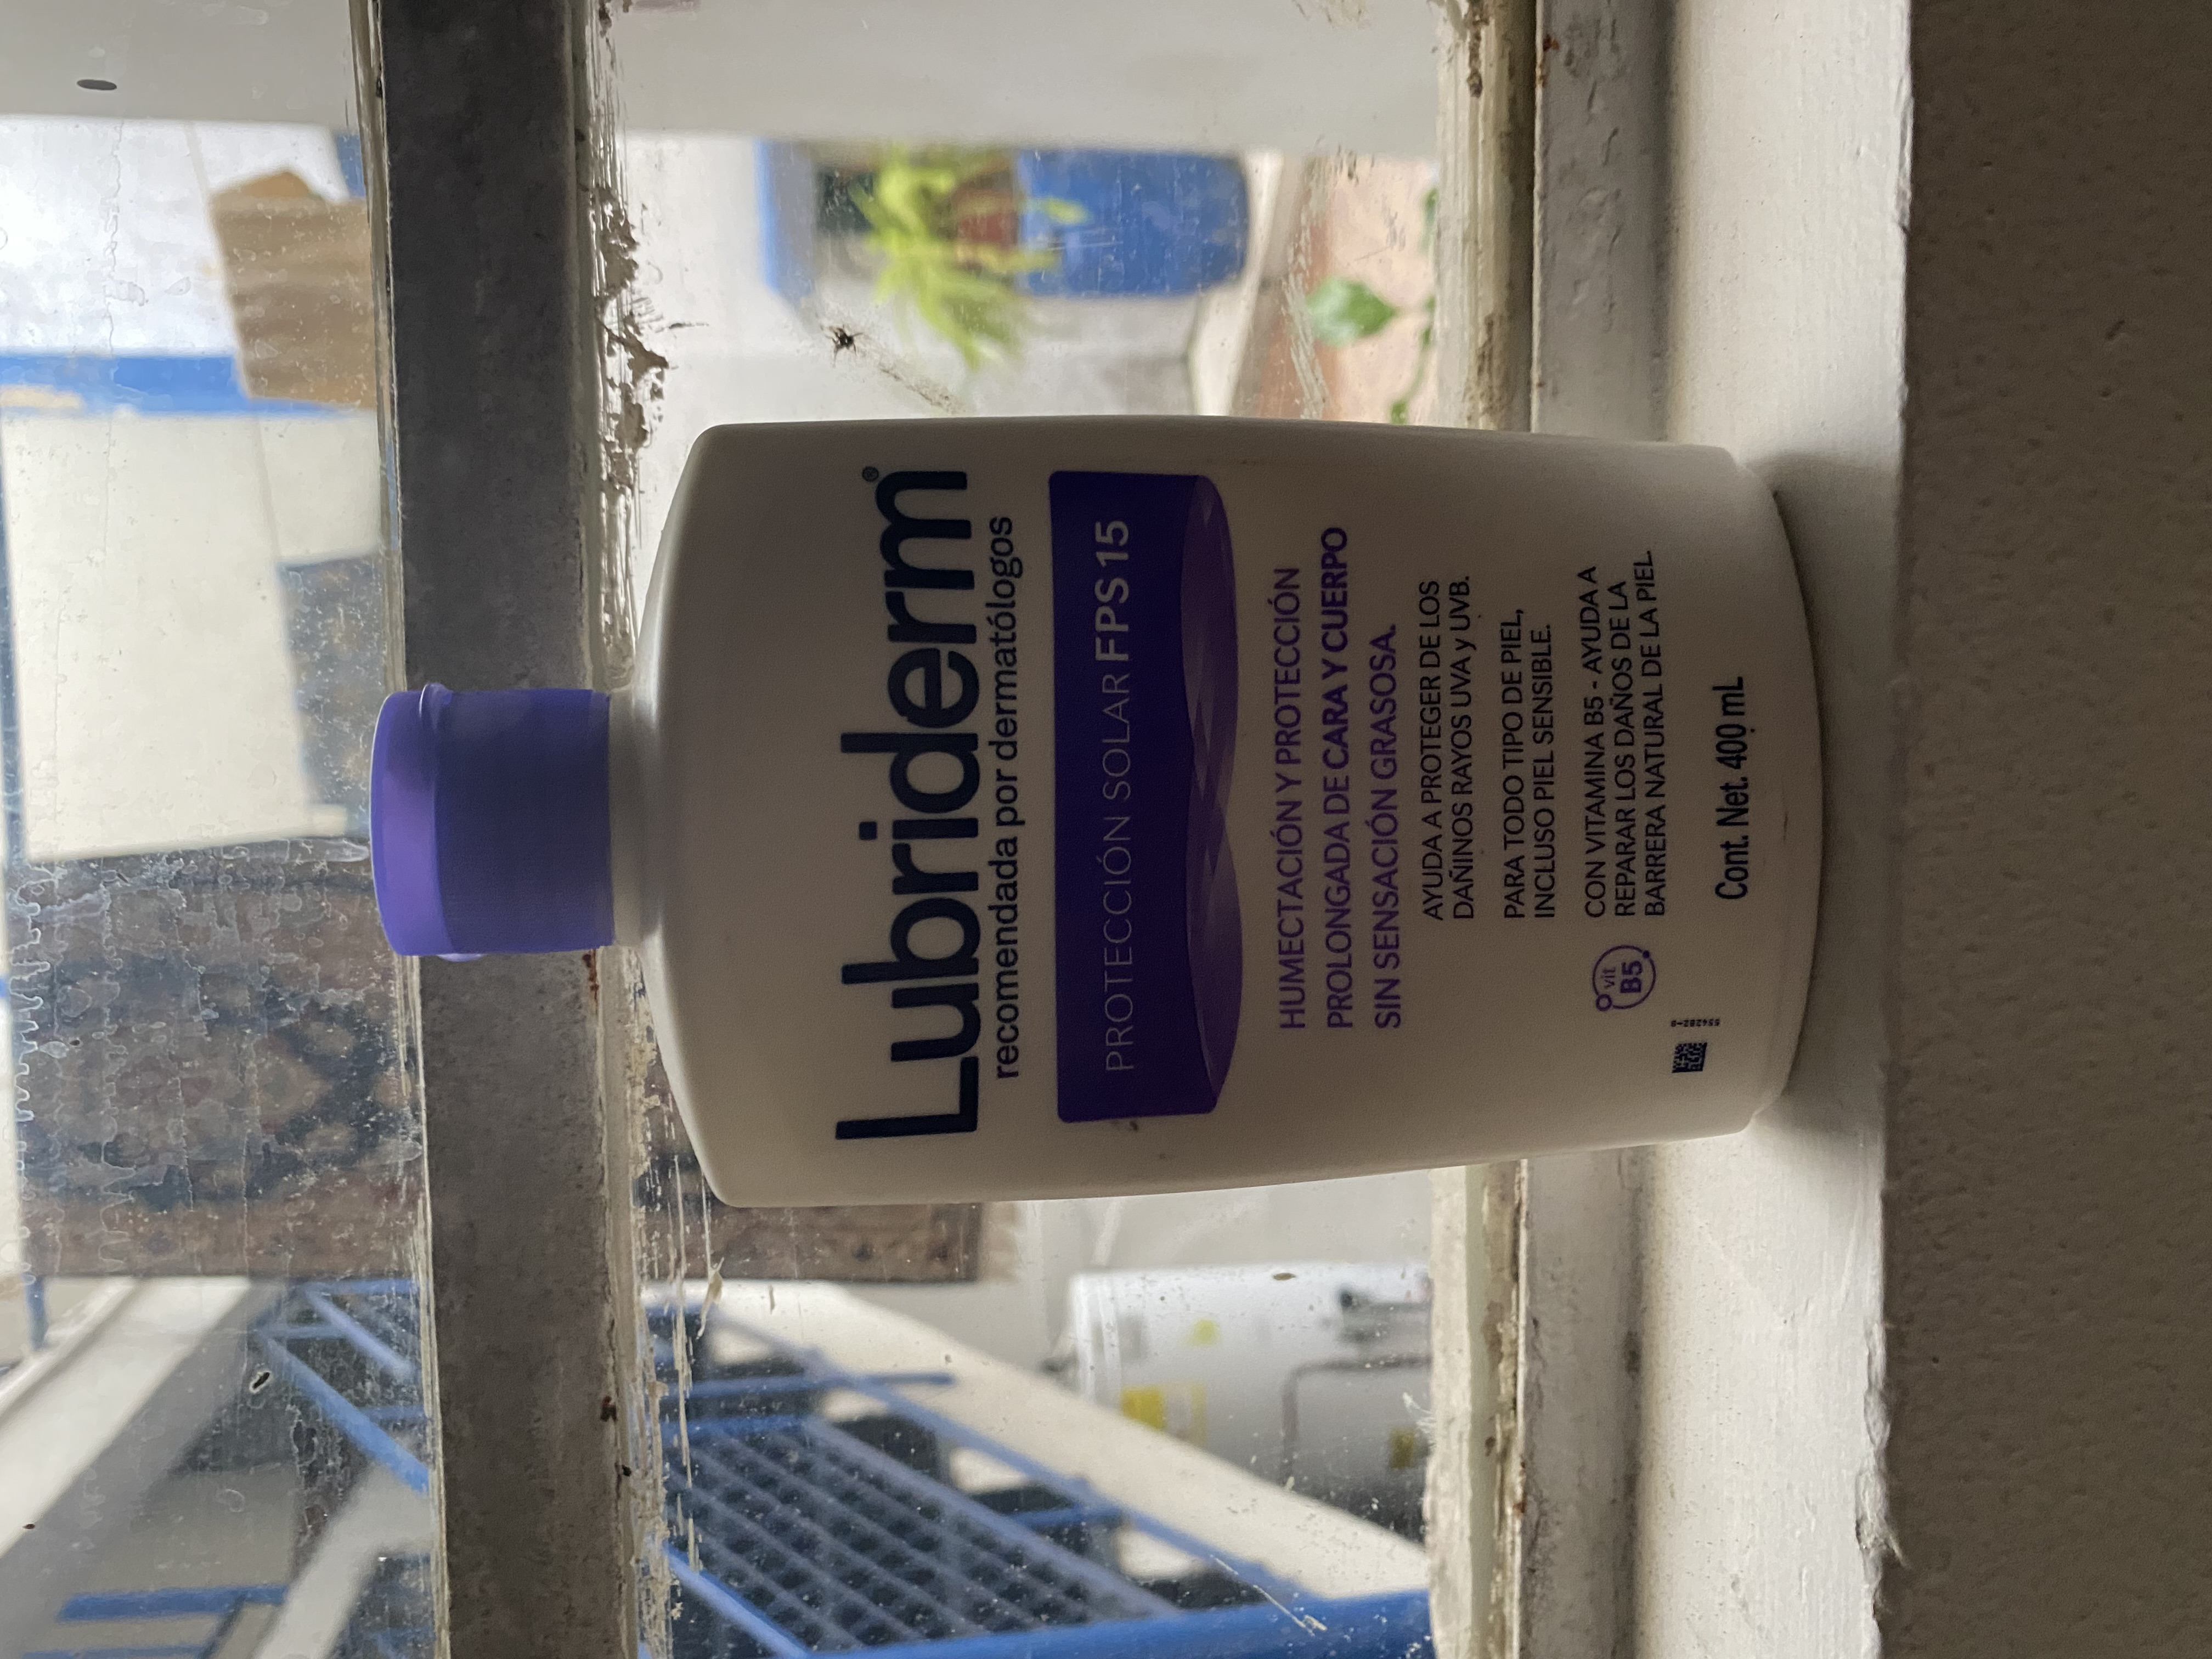 Lubriderm®
recomendada por dermatólogos
PROTECCIÓN SOLAR FPS 15
HUMECTACIÓN Y PROTECCIÓN
PROLONGADA DE CARA Y CUERPO
SIN SENSACIÓN GRASOSA.
AYUDA A PROTEGER DE LOS
DAÑINOS RAYOS UVA y UVB.
PARA TODO TIPO DE PIEL,
INCLUSO PIEL SENSIBLE.
vit
B5
CON VITAMINA B5 - AYUDA A
REPARAR LOS DAÑOS DE LA
BARRERA NATURAL DE LA PIEL.
Cont. Net. 400 mL